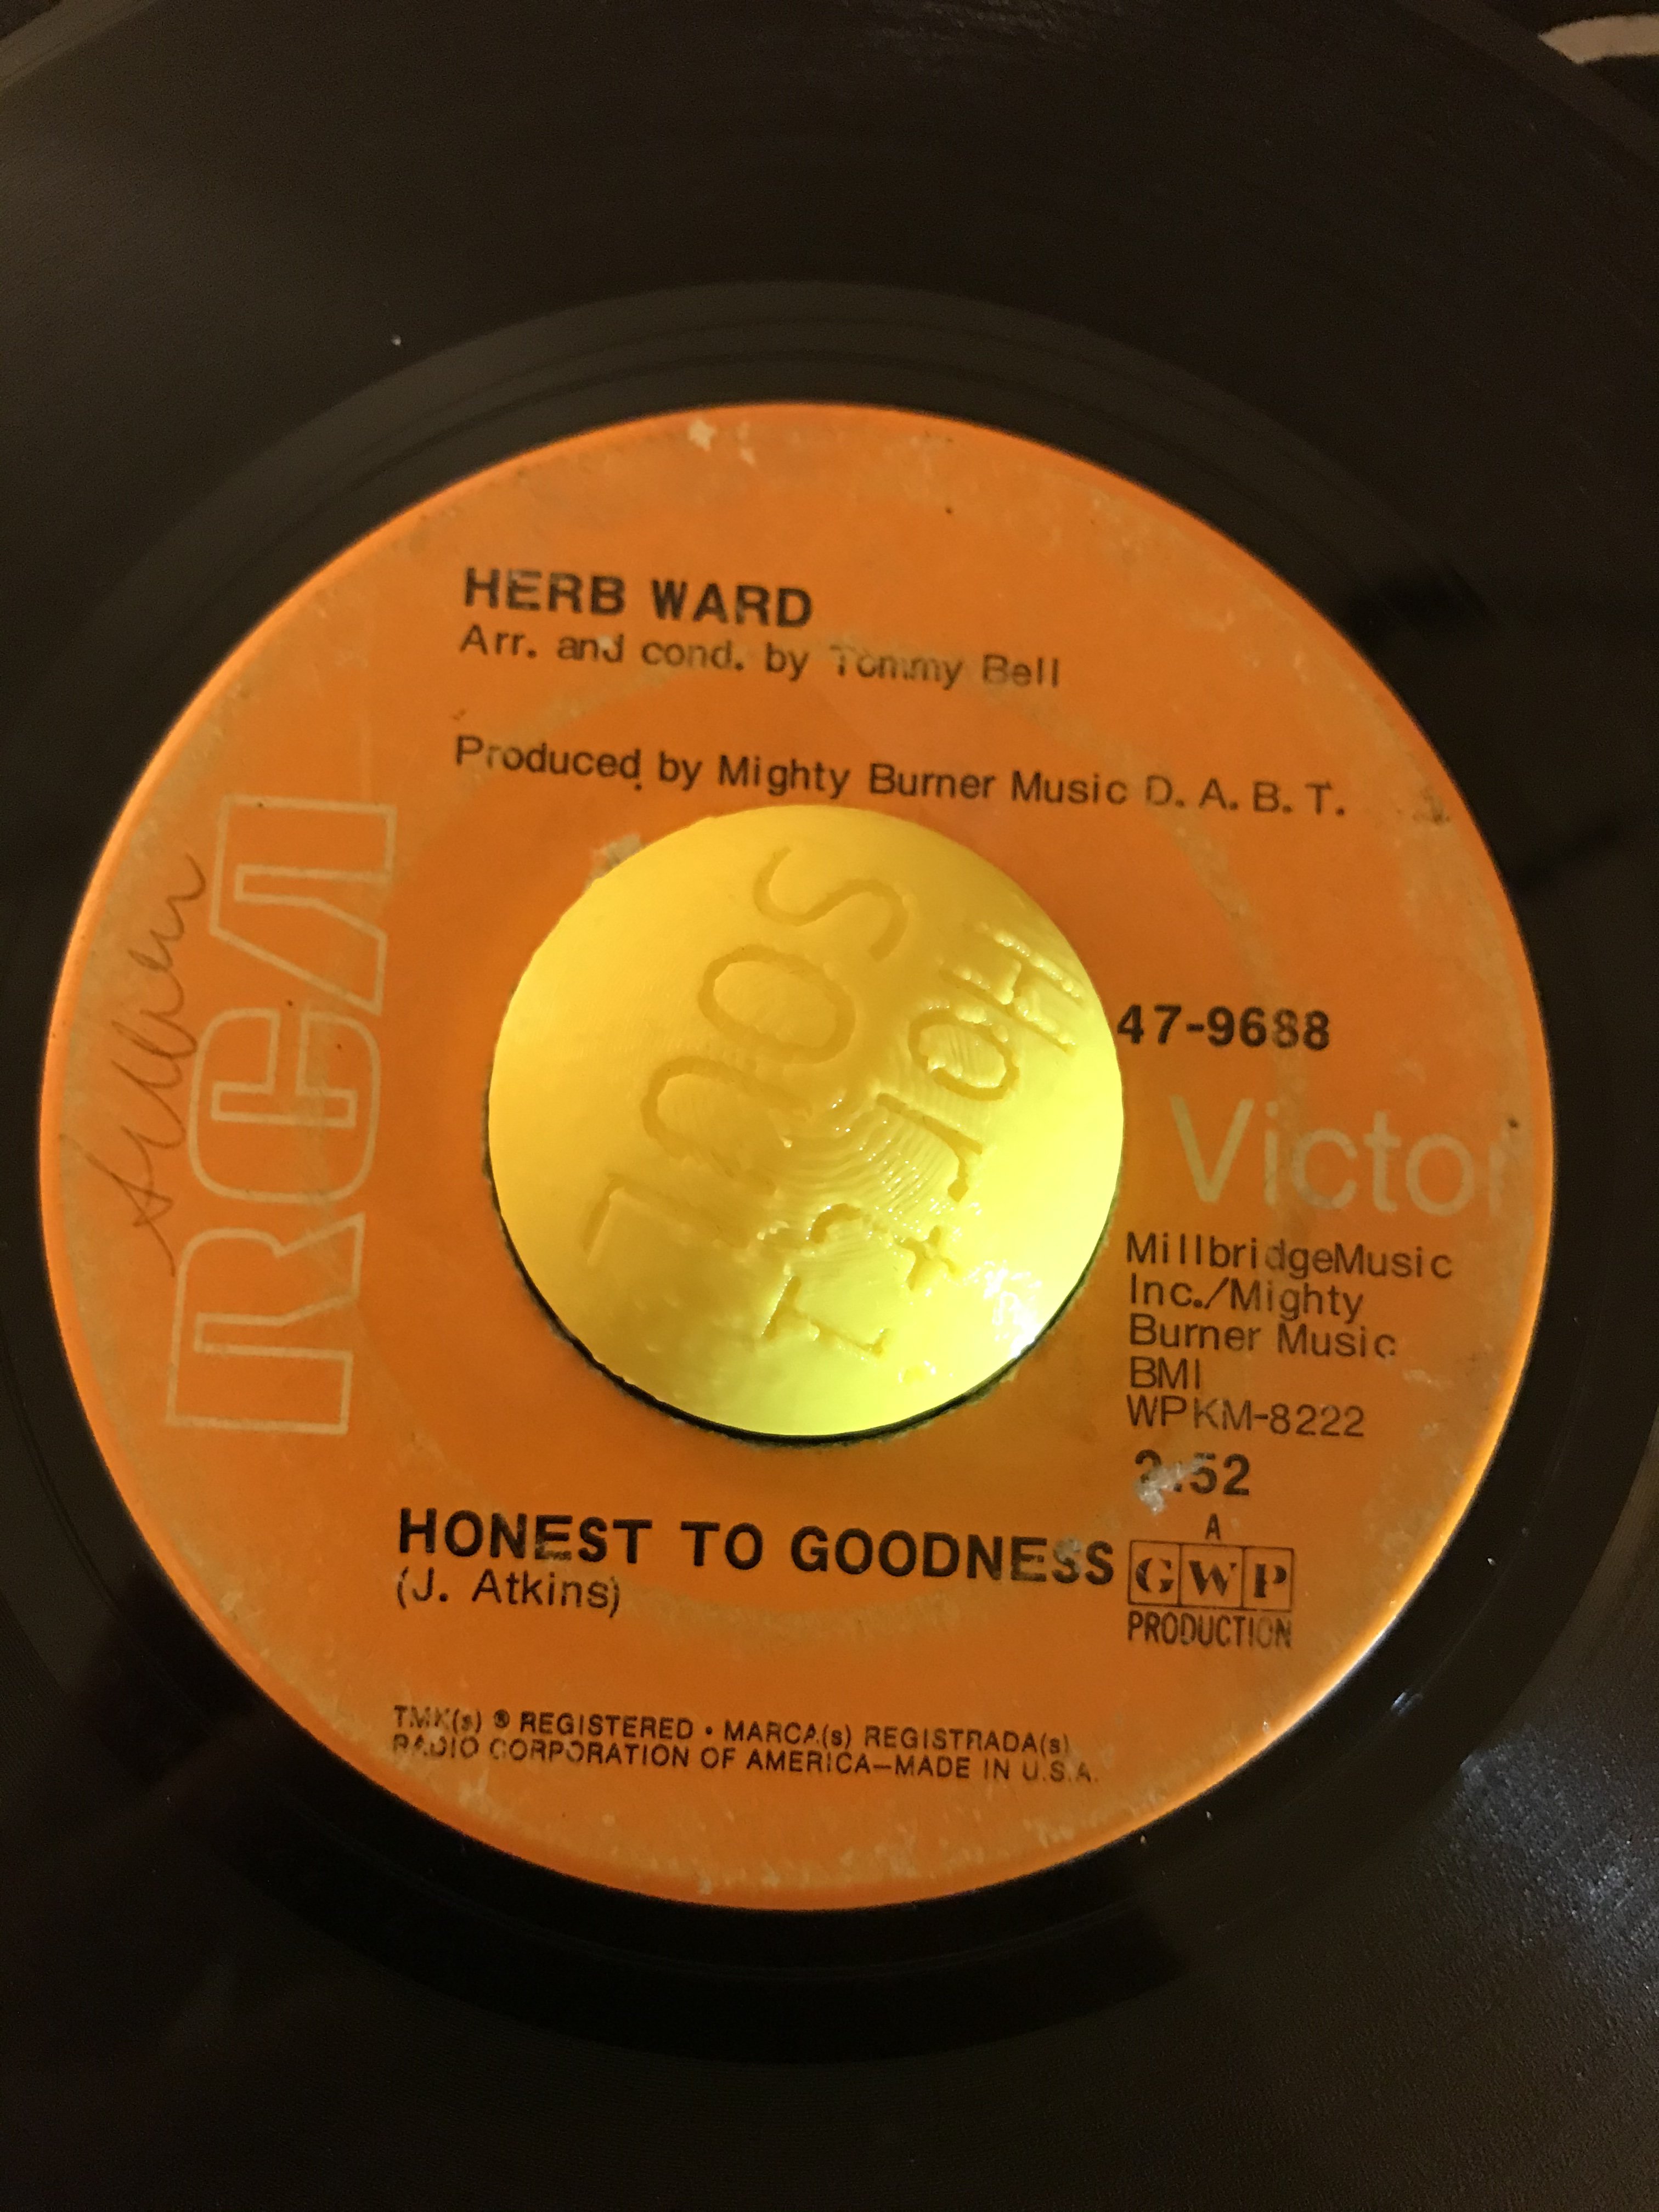 HERB WARD
Arr. and cond. by Tommy Bell
Produced by Mighty Burner Music D. A. B. T.
RCA
SOUL
47-9688
Victor
MillbridgeMusic
Inc./Mighty
Burner Music
BMI
WPKM-8222
2:52
A
GWP
PRODUCTION
HONEST TO GOODNESS
(J. Atkins)
TMK(s) ® REGISTERED • MARCA(s) REGISTRADA(s)
RADIO CORPORATION OF AMERICA—MADE IN U.S.A.